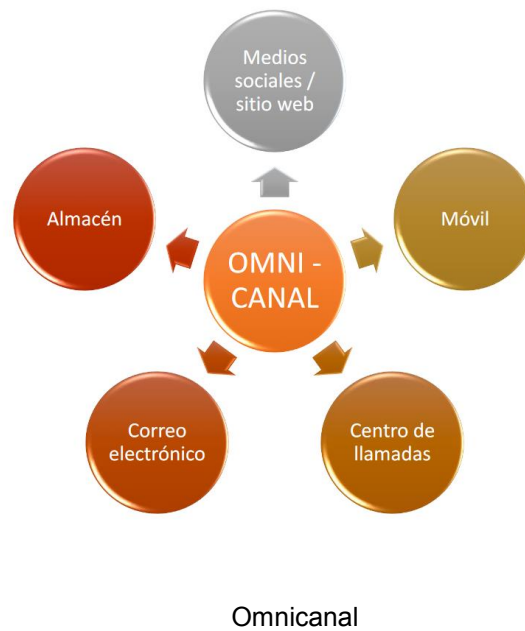 Medios
sociales /
sitio web
Almacén
Móvil
OMNI -
CANAL
Correo
electrónico
Centro de
llamadas
Omnicanal